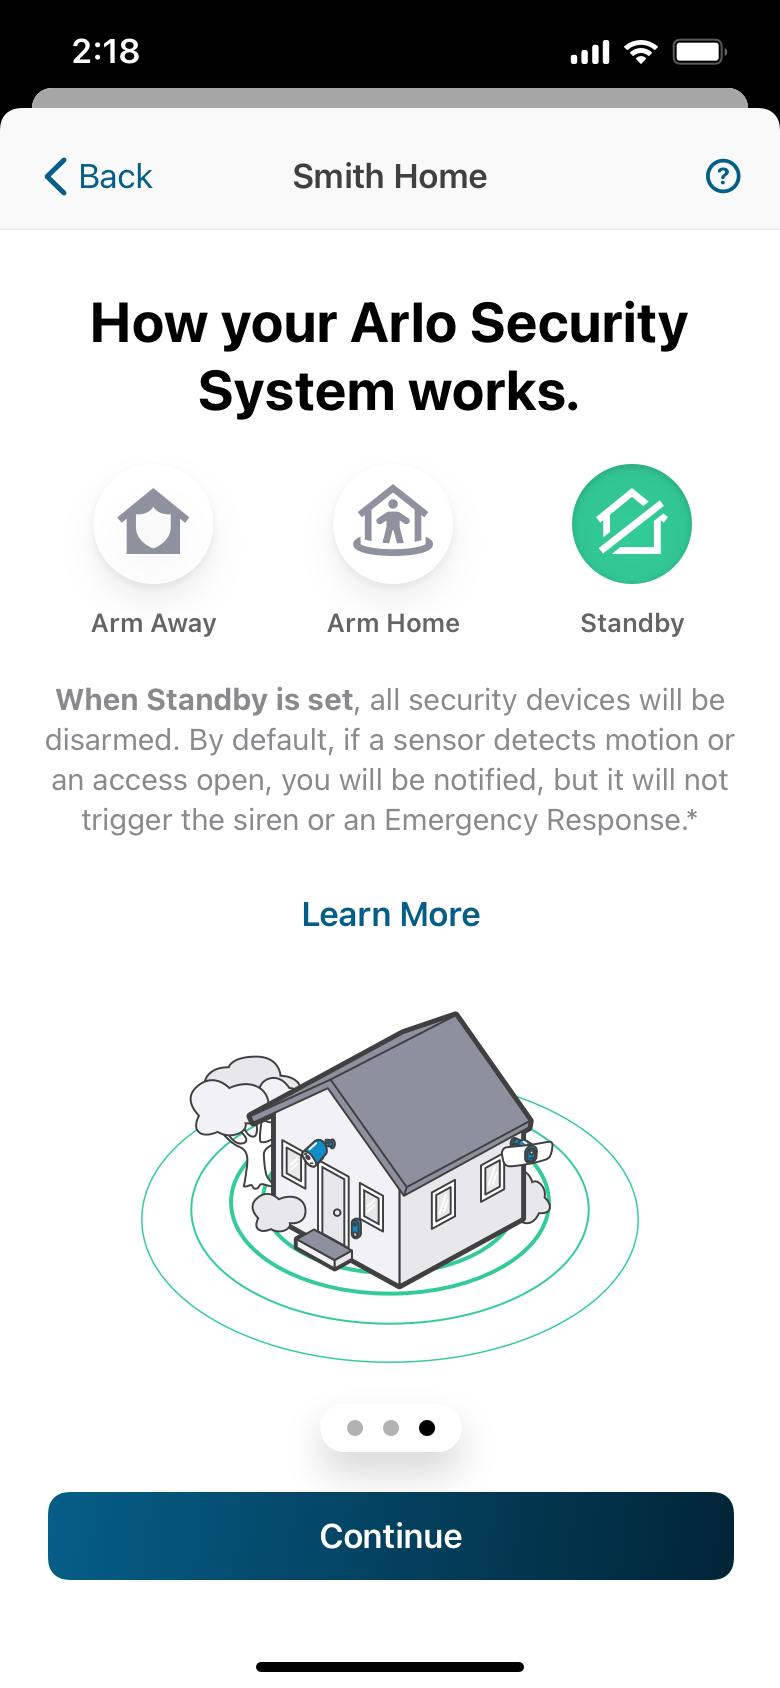 2:18
Back
Smith Home
?
How your Arlo Security
System works.
Arm Away
Arm Home
Standby
When Standby is set, all security devices will be
disarmed. By default, if a sensor detects motion or
an access open, you will be notified, but it will not
trigger the siren or an Emergency Response.*
Learn More
Continue